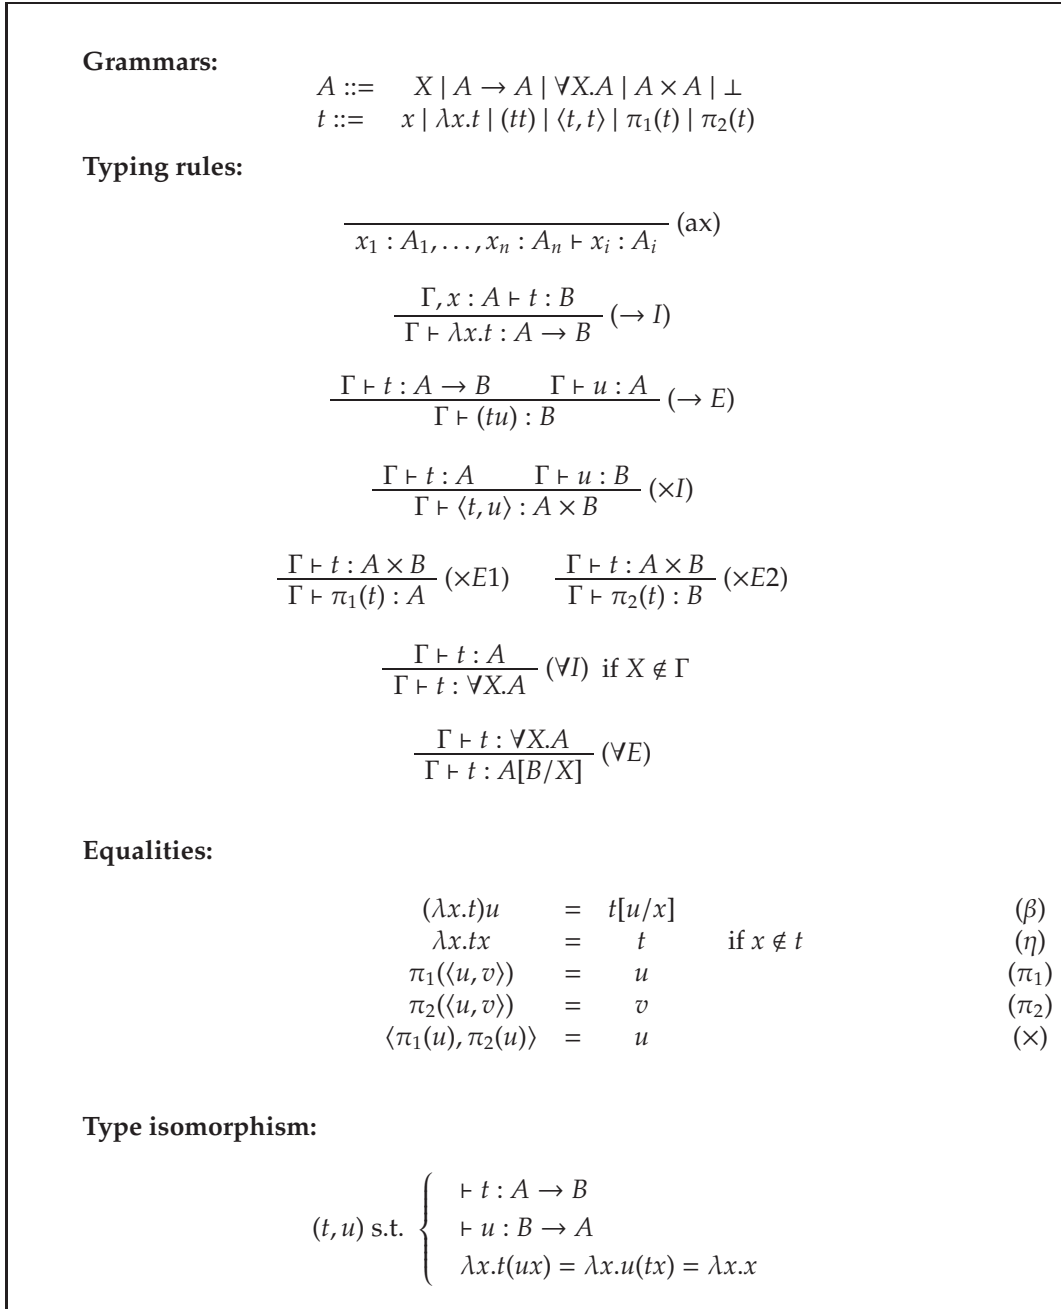 Grammars:
A ::= X | A → A | ∀X.A | A × A | ⊥
t ::= x | λx.t | (tt) | ⟨t, t⟩ | π₁(t) | π₂(t)
Typing rules:
(ax)
x₁ : A₁, . . . , xₙ : Aₙ ⊢ xᵢ : Aᵢ
Γ, x : A ⊢ t : B
Γ ⊢ λx.t : A → B (→ I)
Γ ⊢ t : A → B Γ ⊢ u : A
Γ ⊢ (tu) : B (→ E)
Γ ⊢ t : A Γ ⊢ u : B
Γ ⊢ ⟨t, u⟩ : A × B (×I)
Γ ⊢ t : A × B Γ ⊢ t : A × B
Γ ⊢ π₁(t) : A (×E1) Γ ⊢ π₂(t) : B (×E2)
Γ ⊢ t : A
Γ ⊢ t : ∀X.A (∀I) if X ∉ Γ
Γ ⊢ t : ∀X.A
Γ ⊢ t : A[B/X] (∀E)
Equalities:
(λx.t)u = t[u/x] (β)
λx.tx = t if x ∉ t (η)
π₁(⟨u, v⟩) = u (π₁)
π₂(⟨u, v⟩) = v (π₂)
⟨π₁(u), π₂(u)⟩ = u (×)
Type isomorphism:
⊢ t : A → B
(t, u) s.t. { ⊢ u : B → A
λx.t(ux) = λx.u(tx) = λx.x